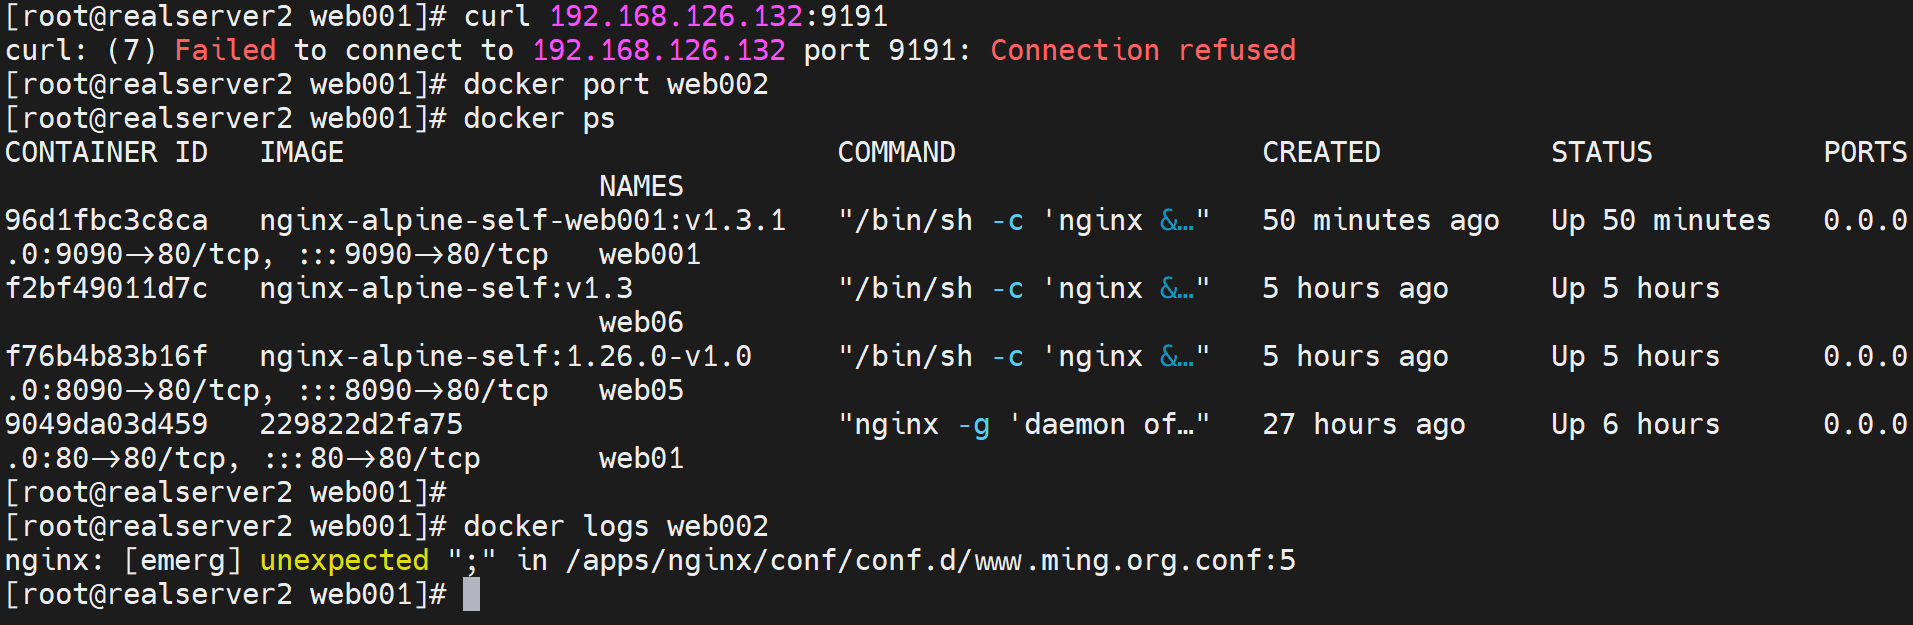 [root@realserver2 web001]# curl 192.168.126.132:9191
curl: (7) Failed to connect to 192.168.126.132 port 9191: Connection refused
[root@realserver2 web001]# docker port web002
[root@realserver2 web001]# docker ps
CONTAINER ID   IMAGE                             COMMAND                  CREATED          STATUS          PORTS
                                   NAMES
96d1fbc3c8ca   nginx-alpine-self-web001:v1.3.1   "/bin/sh -c 'nginx &…"   50 minutes ago   Up 50 minutes   0.0.0
.0:9090->80/tcp, :::9090->80/tcp   web001
f2bf49011d7c   nginx-alpine-self:v1.3            "/bin/sh -c 'nginx &…"   5 hours ago      Up 5 hours
                                   web06
f76b4b83b16f   nginx-alpine-self:1.26.0-v1.0     "/bin/sh -c 'nginx &…"   5 hours ago      Up 5 hours      0.0.0
.0:8090->80/tcp, :::8090->80/tcp   web05
9049da03d459   229822d2fa75                      "nginx -g 'daemon of…"   27 hours ago     Up 6 hours      0.0.0
.0:80->80/tcp, :::80->80/tcp       web01
[root@realserver2 web001]#
[root@realserver2 web001]# docker logs web002
nginx: [emerg] unexpected ";" in /apps/nginx/conf/conf.d/www.ming.org.conf:5
[root@realserver2 web001]#